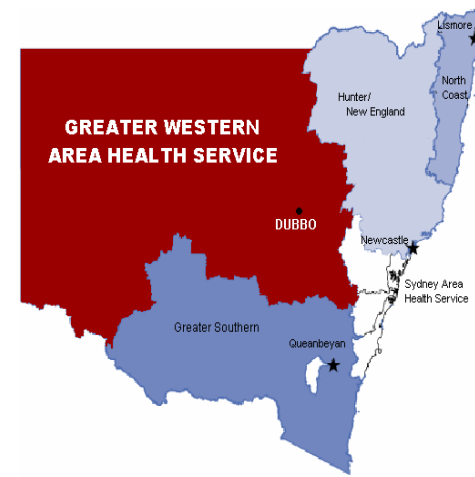 Lismore
North
Coast
Hunter/
New England
GREATER WESTERN
AREA HEALTH SERVICE
DUBBO
Newcastle
Sydney Area
Health Service
Greater Southern
Queanbeyan